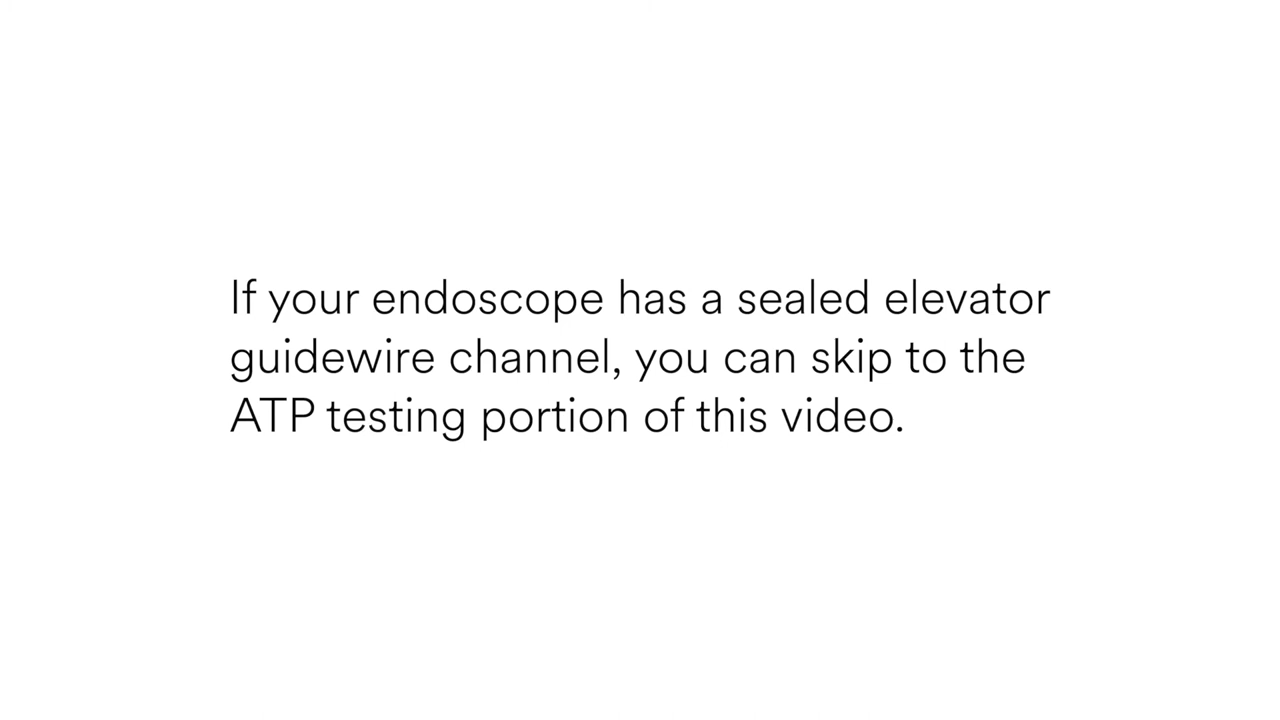 If your endoscope has a sealed elevator
guidewire channel, you can skip to the
ATP testing portion of this video.